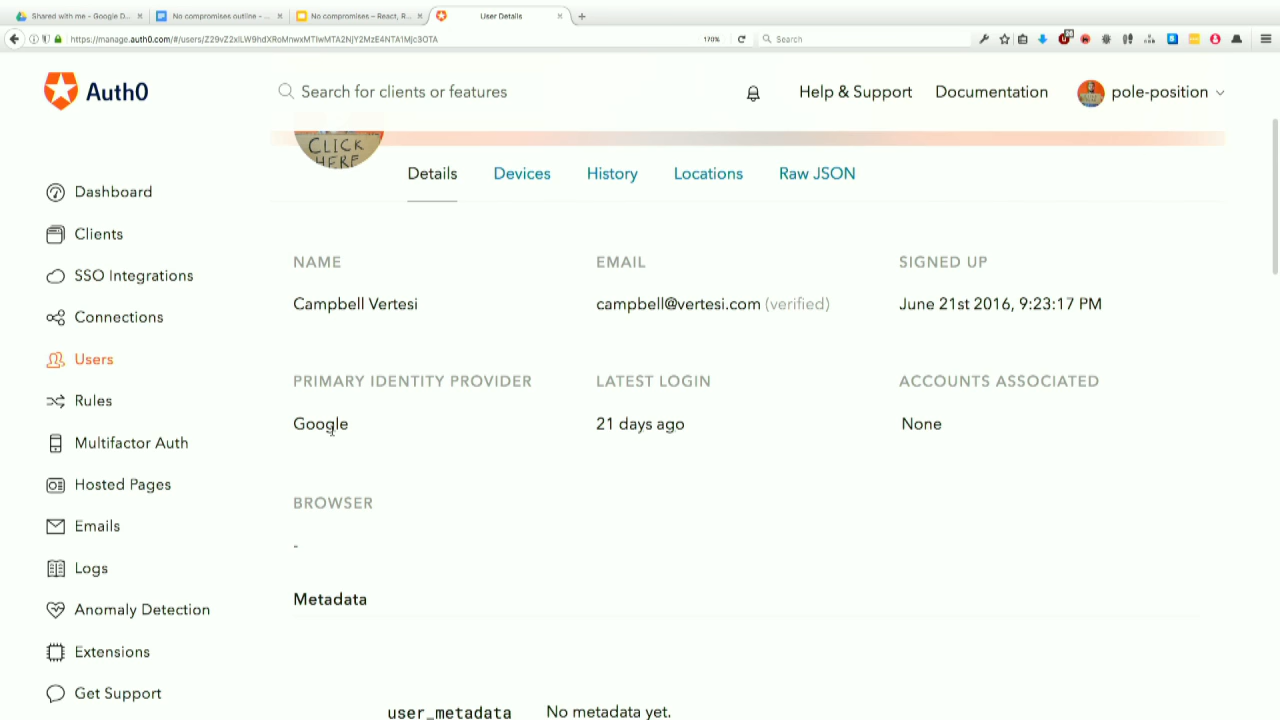 Shared with me - Google D...
No compromises outline - ...
No compromises – React, R...
User Details
https://manage.auth0.com/#/users/
170%
Search
Auth0
Search for clients or features
Help & Support
Documentation
pole-position
CLICK
HERE
Details
Devices
History
Locations
Raw JSON
Dashboard
Clients
SSO Integrations
Connections
Users
Rules
Multifactor Auth
Hosted Pages
Emails
Logs
Anomaly Detection
Extensions
Get Support
NAME
EMAIL
SIGNED UP
Campbell Vertesi
campbell@vertesi.com (verified)
June 21st 2016, 9:23:17 PM
PRIMARY IDENTITY PROVIDER
LATEST LOGIN
ACCOUNTS ASSOCIATED
Google
21 days ago
None
BROWSER
-
Metadata
user_metadata
No metadata yet.